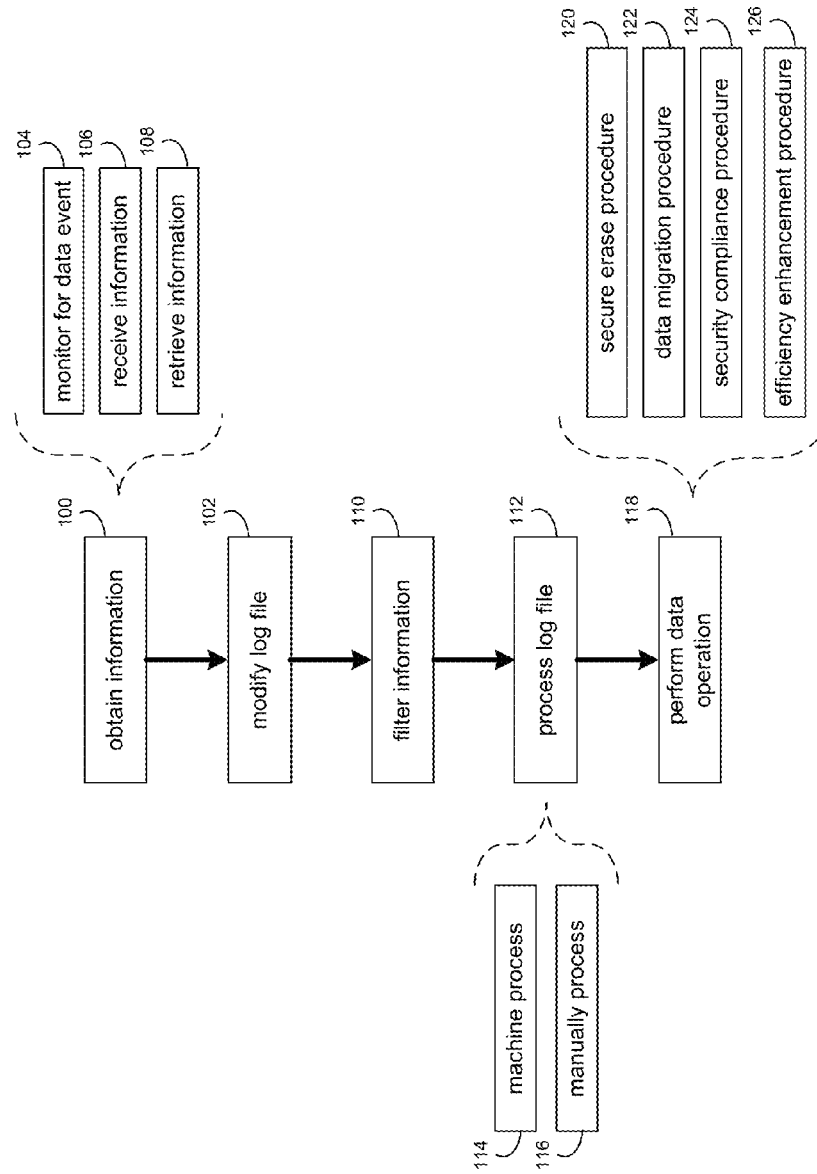 obtain information
100
modify log file
102
filter information
110
process log file
112
perform data
operation
118
monitor for data event
104
receive information
106
retrieve information
108
machine process
114
manually process
116
secure erase procedure
120
data migration procedure
122
security compliance procedure
124
efficiency enhancement procedure
126